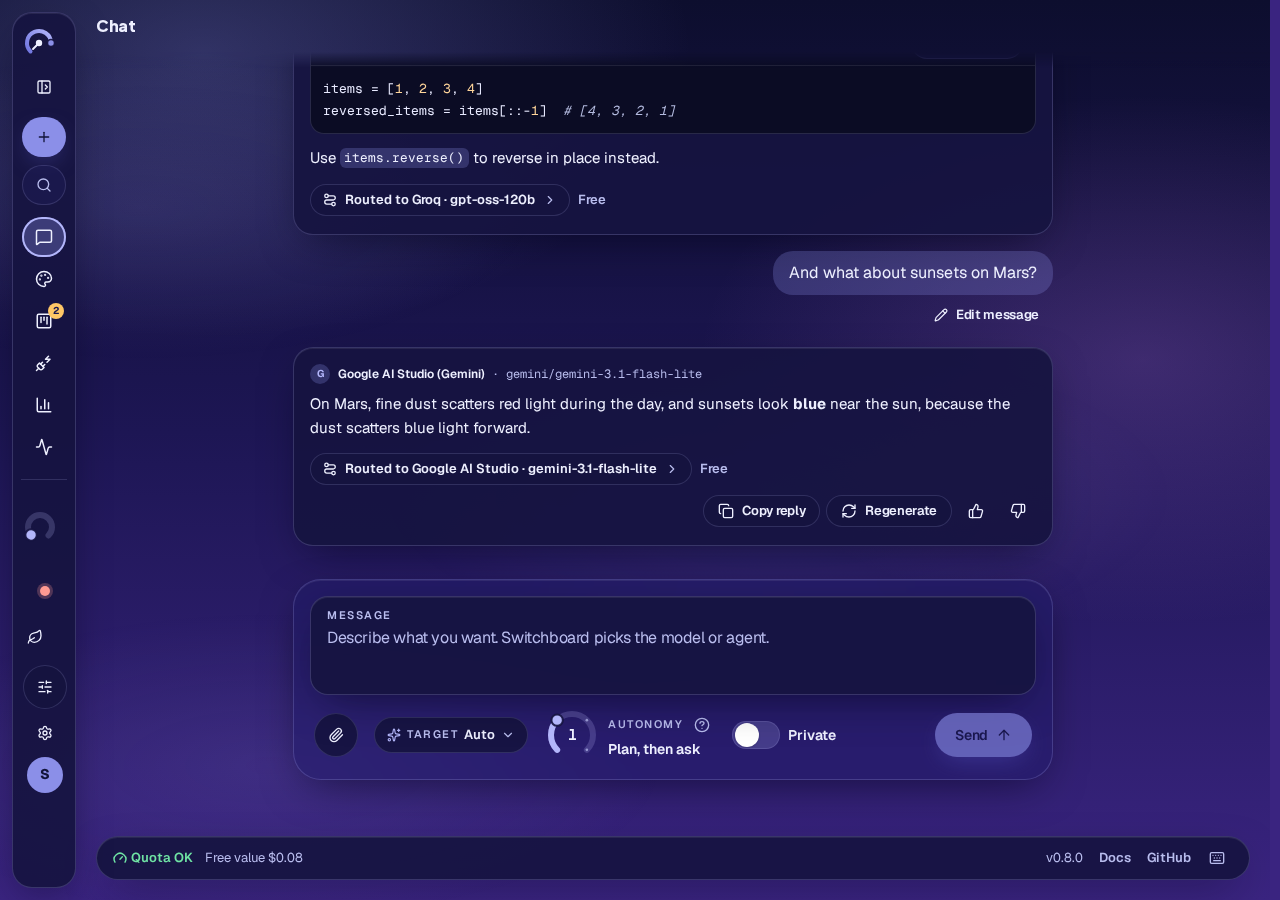 Chat
items = [1, 2, 3, 4]
reversed_items = items[::-1]  # [4, 3, 2, 1]
Use items.reverse() to reverse in place instead.
Routed to Groq · gpt-oss-120b
Free
And what about sunsets on Mars?
Edit message
2
G Google AI Studio (Gemini) · gemini/gemini-3.1-flash-lite
On Mars, fine dust scatters red light during the day, and sunsets look blue near the sun, because the
dust scatters blue light forward.
Routed to Google AI Studio · gemini-3.1-flash-lite
Free
Copy reply
Regenerate
MESSAGE
Describe what you want. Switchboard picks the model or agent.
TARGET Auto
1
AUTONOMY ?
Plan, then ask
Private
Send
S
Quota OK
Free value $0.08
v0.8.0
Docs
GitHub